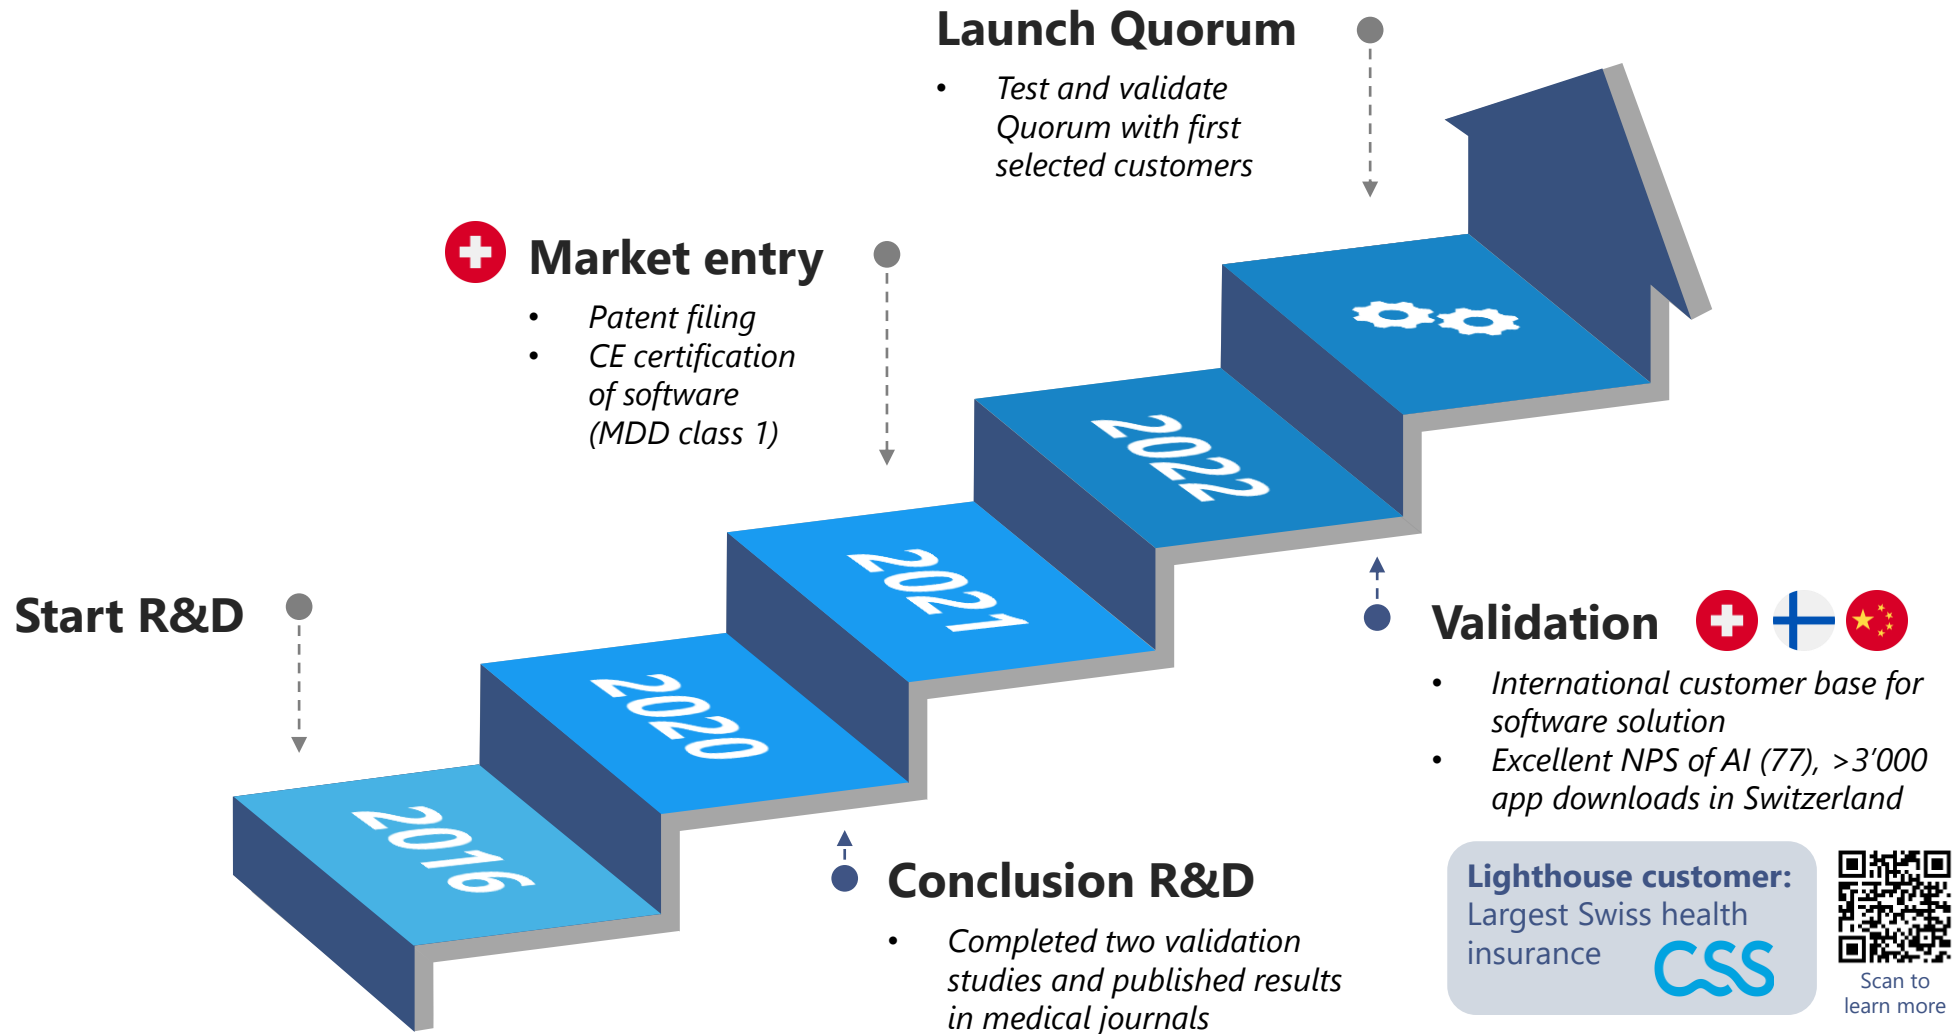 Launch Quorum
• Test and validate
Quorum with first
selected customers
Market entry
• Patent filing
• CE certification
of software
(MDD class 1)
Start R&D
2016
2020
2021
2022
Conclusion R&D
• Completed two validation
studies and published results
in medical journals
Validation
• International customer base for
software solution
• Excellent NPS of AI (77), >3’000
app downloads in Switzerland
Lighthouse customer:
Largest Swiss health
insurance
CSS
Scan to
learn more